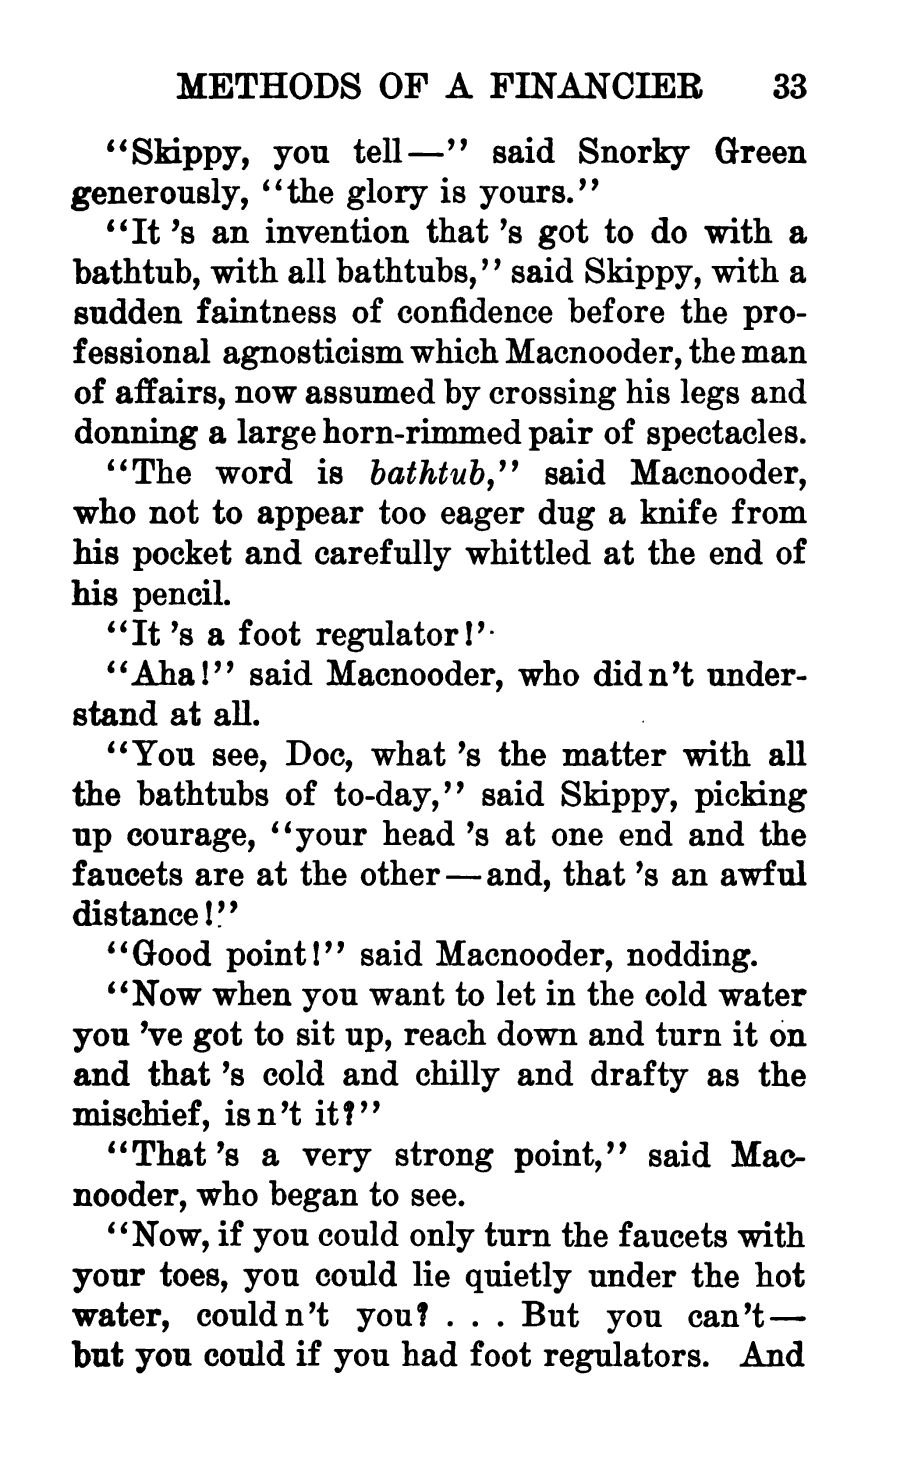 METHODS OF A FINANCIER 33
“Skippy, you tell—” said Snorky Green
generously, “the glory is yours.”
“It ’s an invention that ’s got to do with a
bathtub, with all bathtubs,” said Skippy, with a
sudden faintness of confidence before the pro-
fessional agnosticism which Macnooder, the man
of affairs, now assumed by crossing his legs and
donning a large horn-rimmed pair of spectacles.
“The word is bathtub,” said Macnooder,
who not to appear too eager dug a knife from
his pocket and carefully whittled at the end of
his pencil.
“It ’s a foot regulator!’·
“Aha!” said Macnooder, who did n’t under-
stand at all.
“You see, Doc, what ’s the matter with all
the bathtubs of to-day,” said Skippy, picking
up courage, “your head ’s at one end and the
faucets are at the other—and, that ’s an awful
distance!”
“Good point!” said Macnooder, nodding.
“Now when you want to let in the cold water
you ’ve got to sit up, reach down and turn it on
and that ’s cold and chilly and drafty as the
mischief, is n’t it?”
“That ’s a very strong point,” said Mac-
nooder, who began to see.
“Now, if you could only turn the faucets with
your toes, you could lie quietly under the hot
water, could n’t you? . . . But you can’t—
but you could if you had foot regulators. And